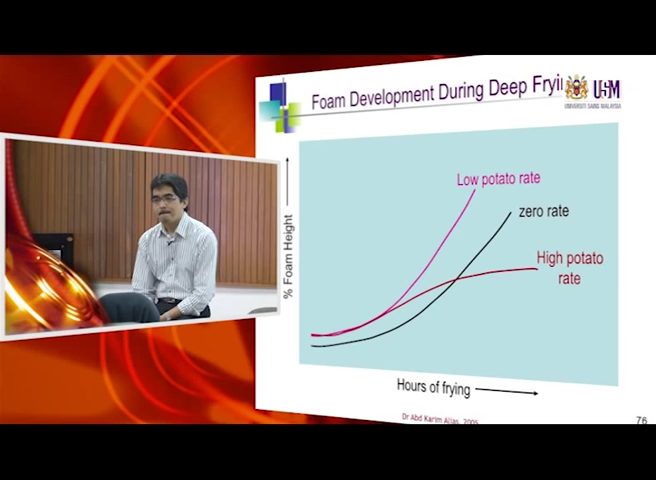 Foam Development During Deep
USM
UNIVERSITI SAINS MALAYSIA
Low potato rate
zero rate
High potato
rate
% Foam Height
Hours of frying
Dr Abd Karim Alias, 2005
76